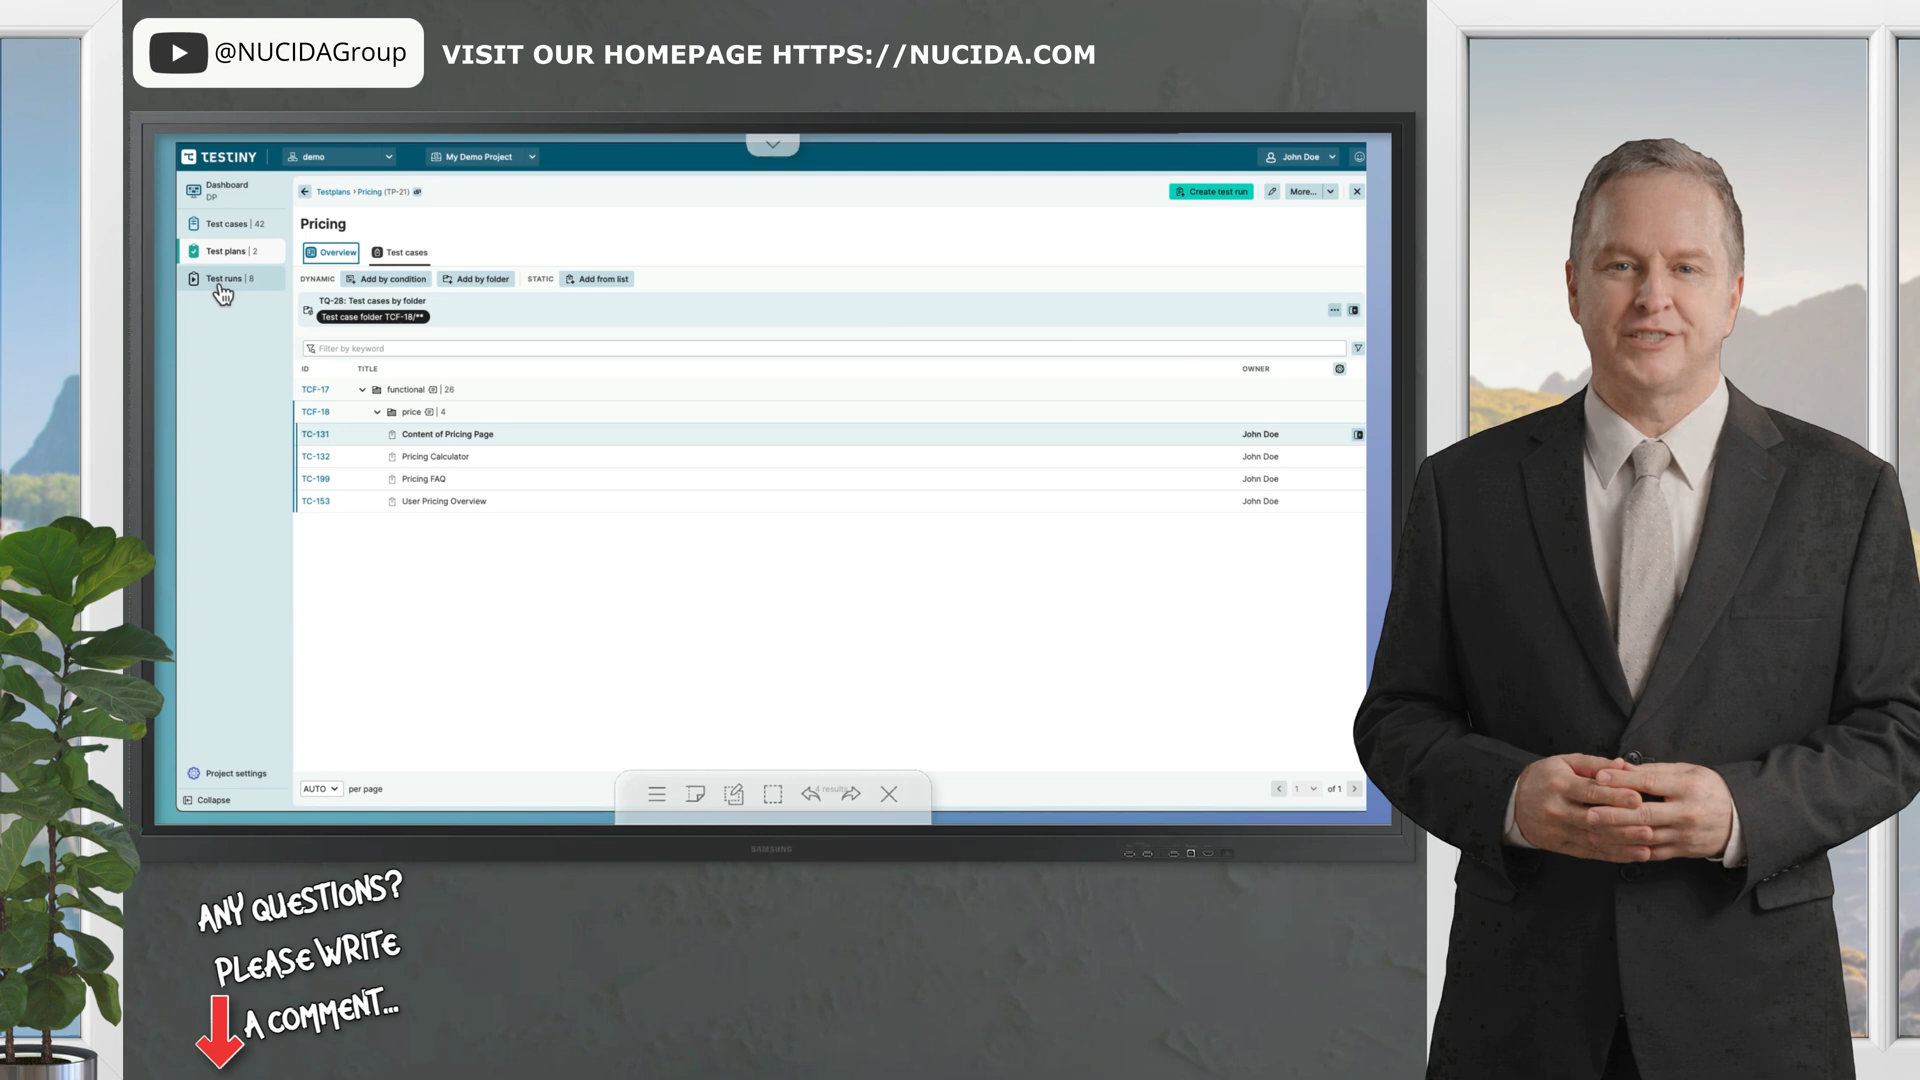 @NUCIDAGroup
VISIT OUR HOMEPAGE HTTPS://NUCIDA.COM
TESTINY
demo
My Demo Project
John Doe
Dashboard
DP
Test cases | 42
Test plans | 2
Test runs | 8
Testplans › Pricing (TP-21)
Create test run
More...
Pricing
Overview
Test cases
DYNAMIC
Add by condition
Add by folder
STATIC
Add from list
TQ-28: Test cases by folder
Test case folder TCF-18/**
Filter by keyword
ID TITLE OWNER
TCF-17 functional | 26
TCF-18 price | 4
TC-131 Content of Pricing Page John Doe
TC-132 Pricing Calculator John Doe
TC-199 Pricing FAQ John Doe
TC-153 User Pricing Overview John Doe
Project settings
Collapse
AUTO per page
4 results
1 of 1
SAMSUNG
ANY QUESTIONS?
PLEASE WRITE
A COMMENT...